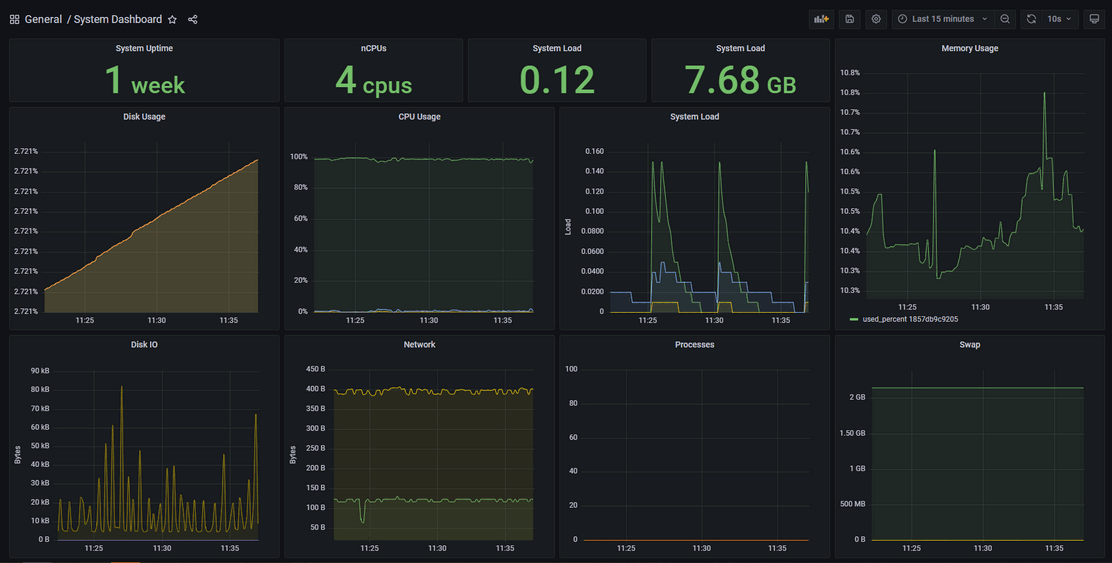 General / System Dashboard
Last 15 minutes
10s
System Uptime
1 week
nCPUs
4 cpus
System Load
0.12
System Load
7.68 GB
Memory Usage
10.8%
10.8%
10.7%
10.7%
10.6%
10.6%
10.5%
10.5%
10.4%
10.4%
10.3%
10.3%
11:25
11:30
11:35
used_percent 1857db9c9205
Disk Usage
2.721%
2.721%
2.721%
2.721%
2.721%
2.721%
2.721%
2.721%
2.721%
11:25
11:30
11:35
CPU Usage
100%
80%
60%
40%
20%
0%
11:25
11:30
11:35
System Load
Load
0.160
0.140
0.120
0.100
0.0800
0.0600
0.0400
0.0200
0
11:25
11:30
11:35
Disk IO
Bytes
90 kB
80 kB
70 kB
60 kB
50 kB
40 kB
30 kB
20 kB
10 kB
0 B
11:25
11:30
11:35
Network
Bytes
450 B
400 B
350 B
300 B
250 B
200 B
150 B
100 B
50 B
11:25
11:30
11:35
Processes
100
80
60
40
20
0
11:25
11:30
11:35
Swap
2 GB
1.50 GB
1 GB
500 MB
0 B
11:25
11:30
11:35